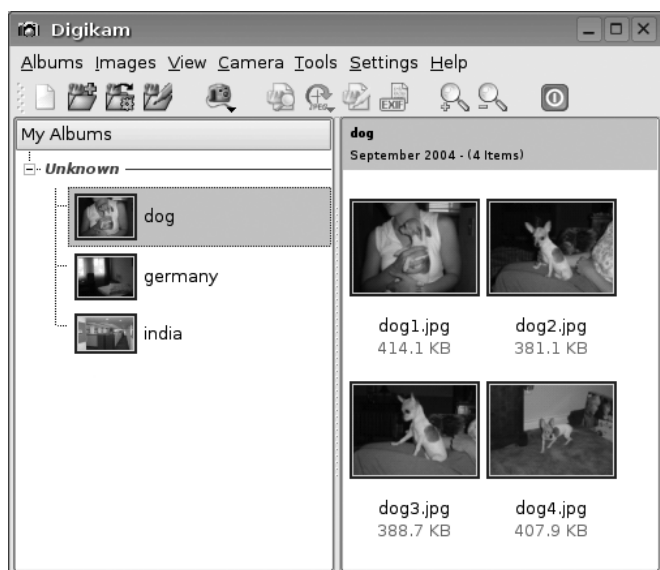 Digikam
Albums Images View Camera Tools Settings Help
JPEG
EXIF
My Albums
Unknown
dog
germany
india
dog
September 2004 - (4 Items)
dog1.jpg
414.1 KB
dog2.jpg
381.1 KB
dog3.jpg
388.7 KB
dog4.jpg
407.9 KB